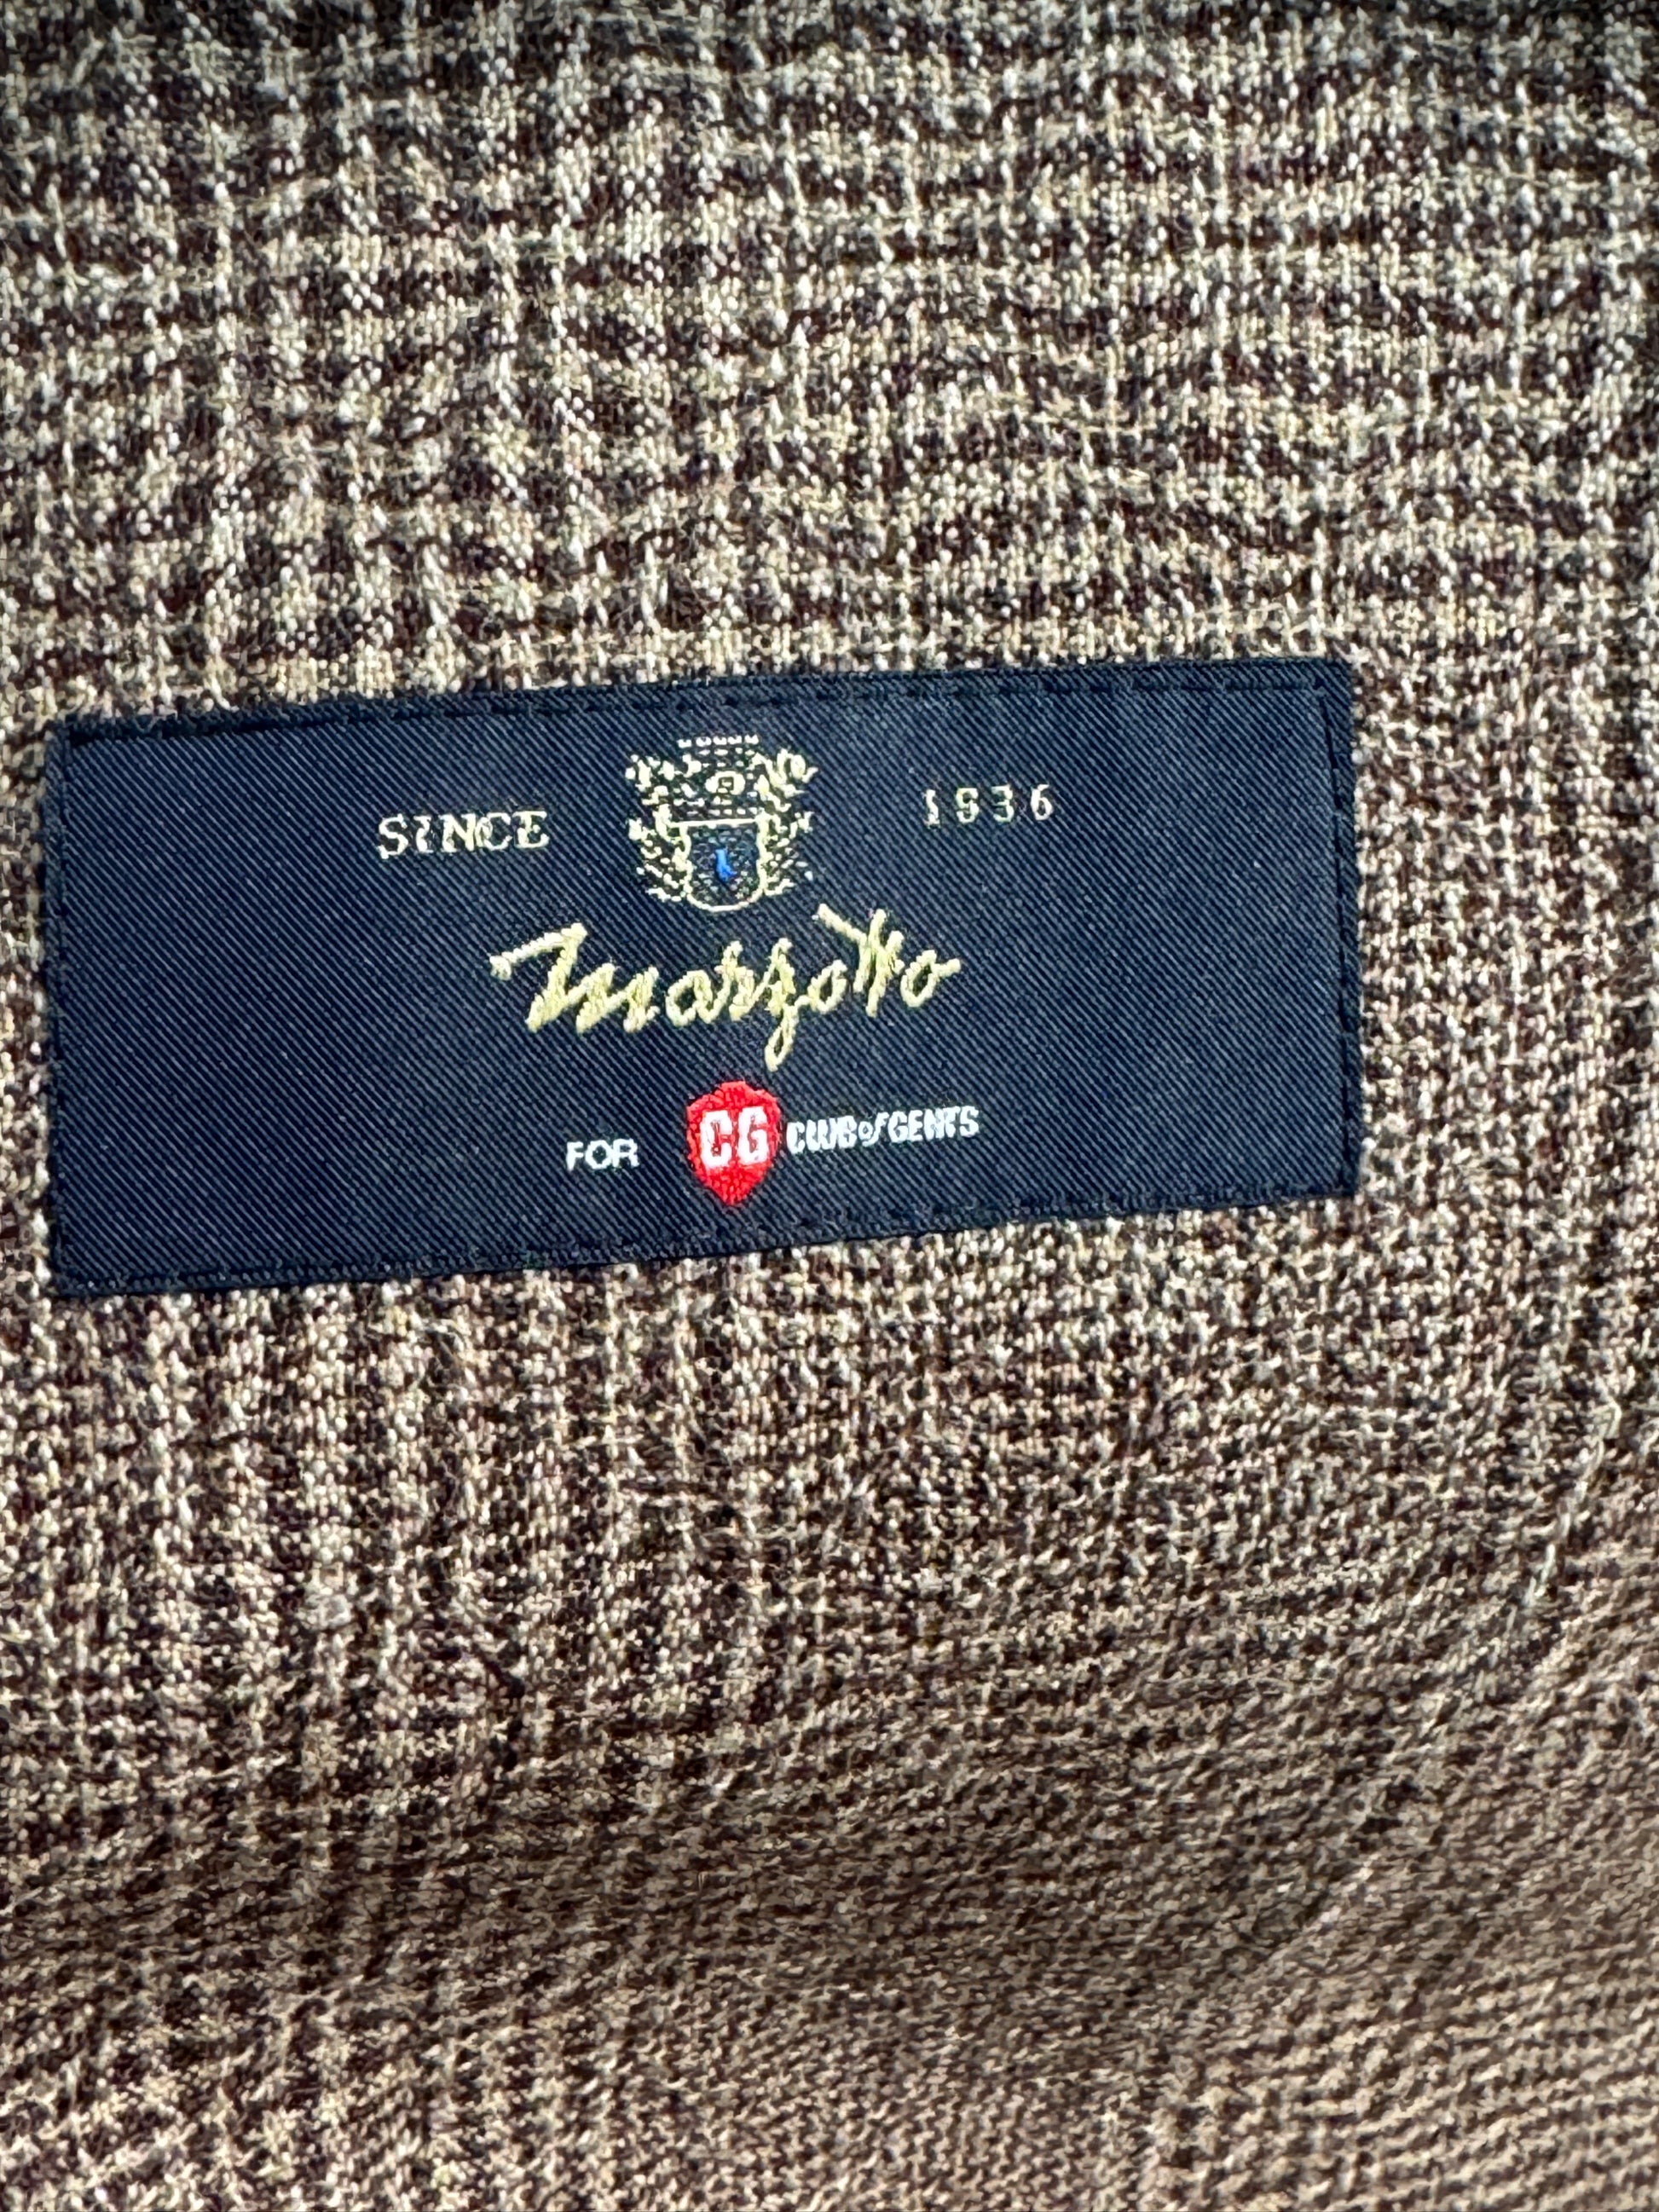 SINCE 1836
Marzotto
FOR CG CLUB of GENTS